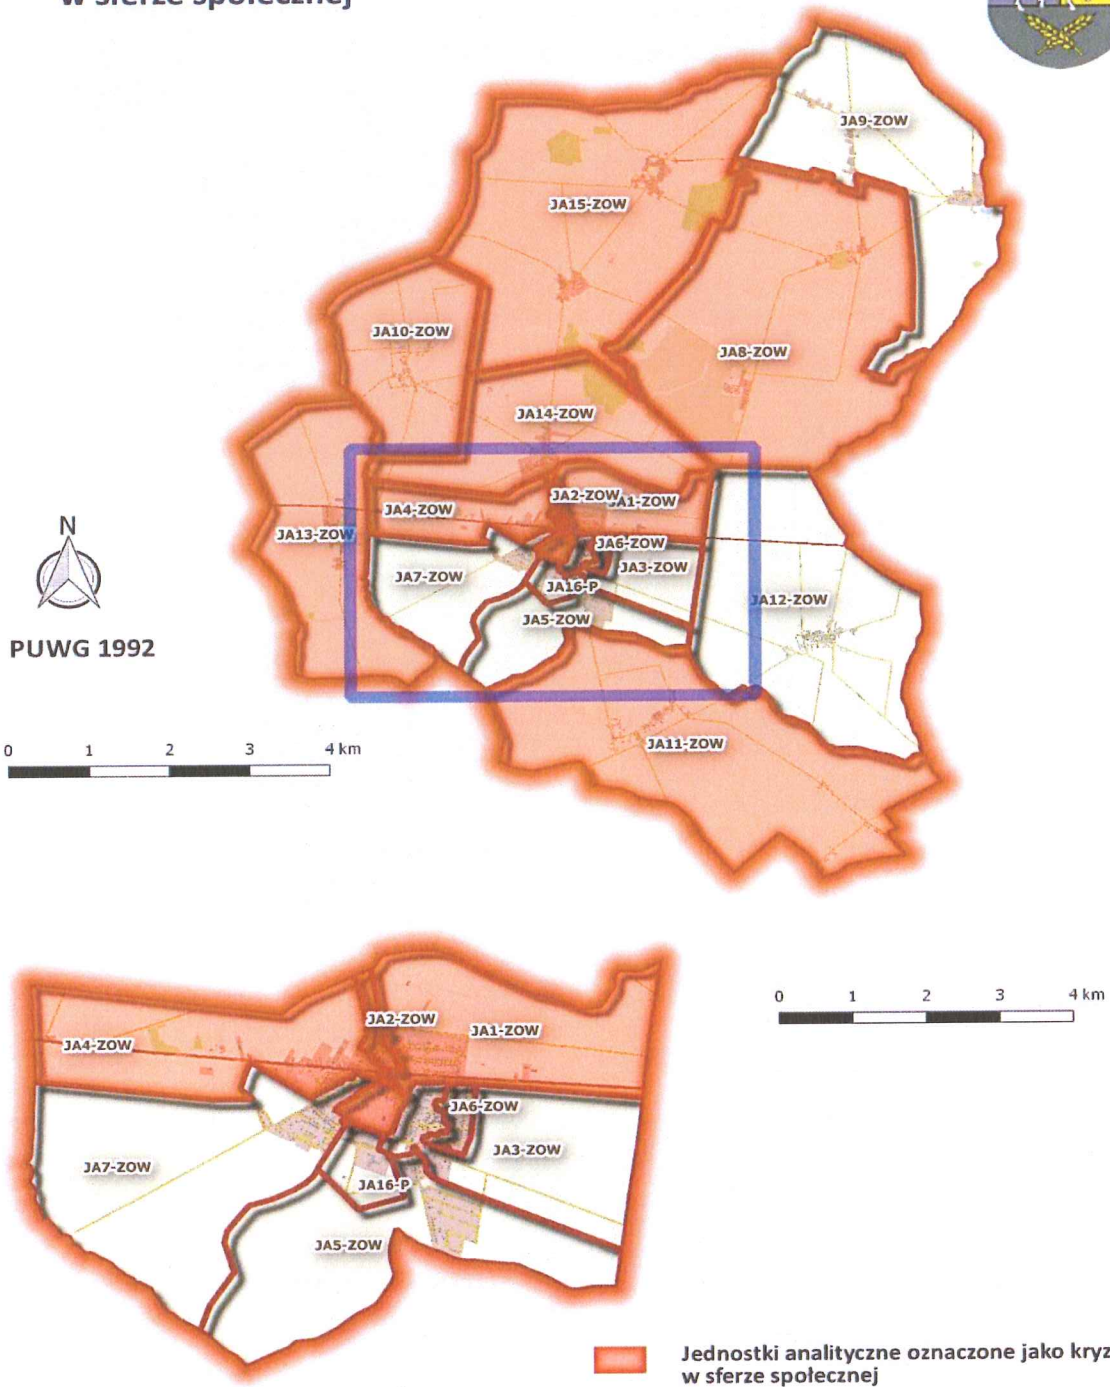 w sferze społecznej
JA9-ZOW
JA15-ZOW
JA10-ZOW
JA8-ZOW
JA14-ZOW
JA2-ZOW
JA1-ZOW
JA4-ZOW
JA13-ZOW
JA6-ZOW
JA3-ZOW
JA7-ZOW
JA16-P
JA12-ZOW
JA5-ZOW
N
PUWG 1992
JA11-ZOW
0 1 2 3 4 km
JA2-ZOW
JA1-ZOW
JA4-ZOW
0 1 2 3 4 km
JA6-ZOW
JA3-ZOW
JA7-ZOW
JA16-P
JA5-ZOW
Jednostki analityczne oznaczone jako kryz
w sferze społecznej